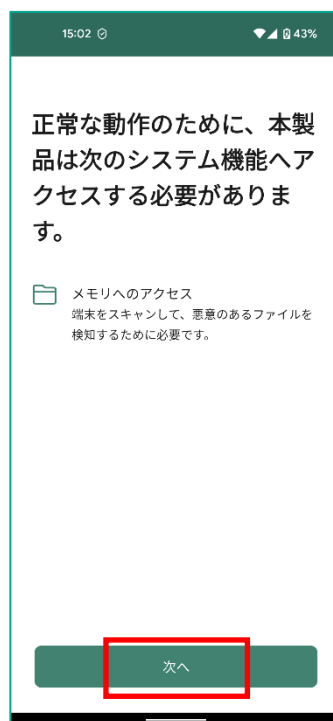 15:02 43%
正常な動作のために、本製
品は次のシステム機能へア
クセスする必要がありま
す。
メモリへのアクセス
端末をスキャンして、悪意のあるファイルを
検知するために必要です。
次へ